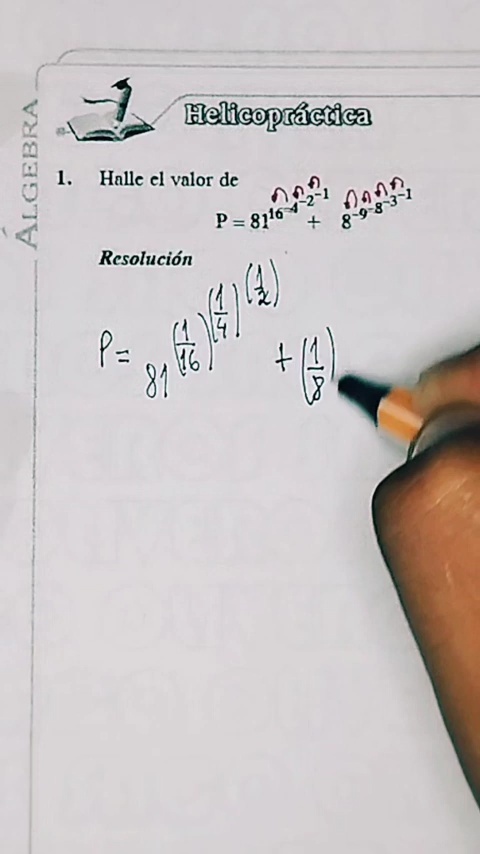 ÁLGEBRA
Helicopráctica
1. Halle el valor de
P = 81^16^-4^-2^-1 + 8^-9^-8^-3^-1
Resolución
P = 81^(1/16)^(1/4)^(1/2) + (1/8)